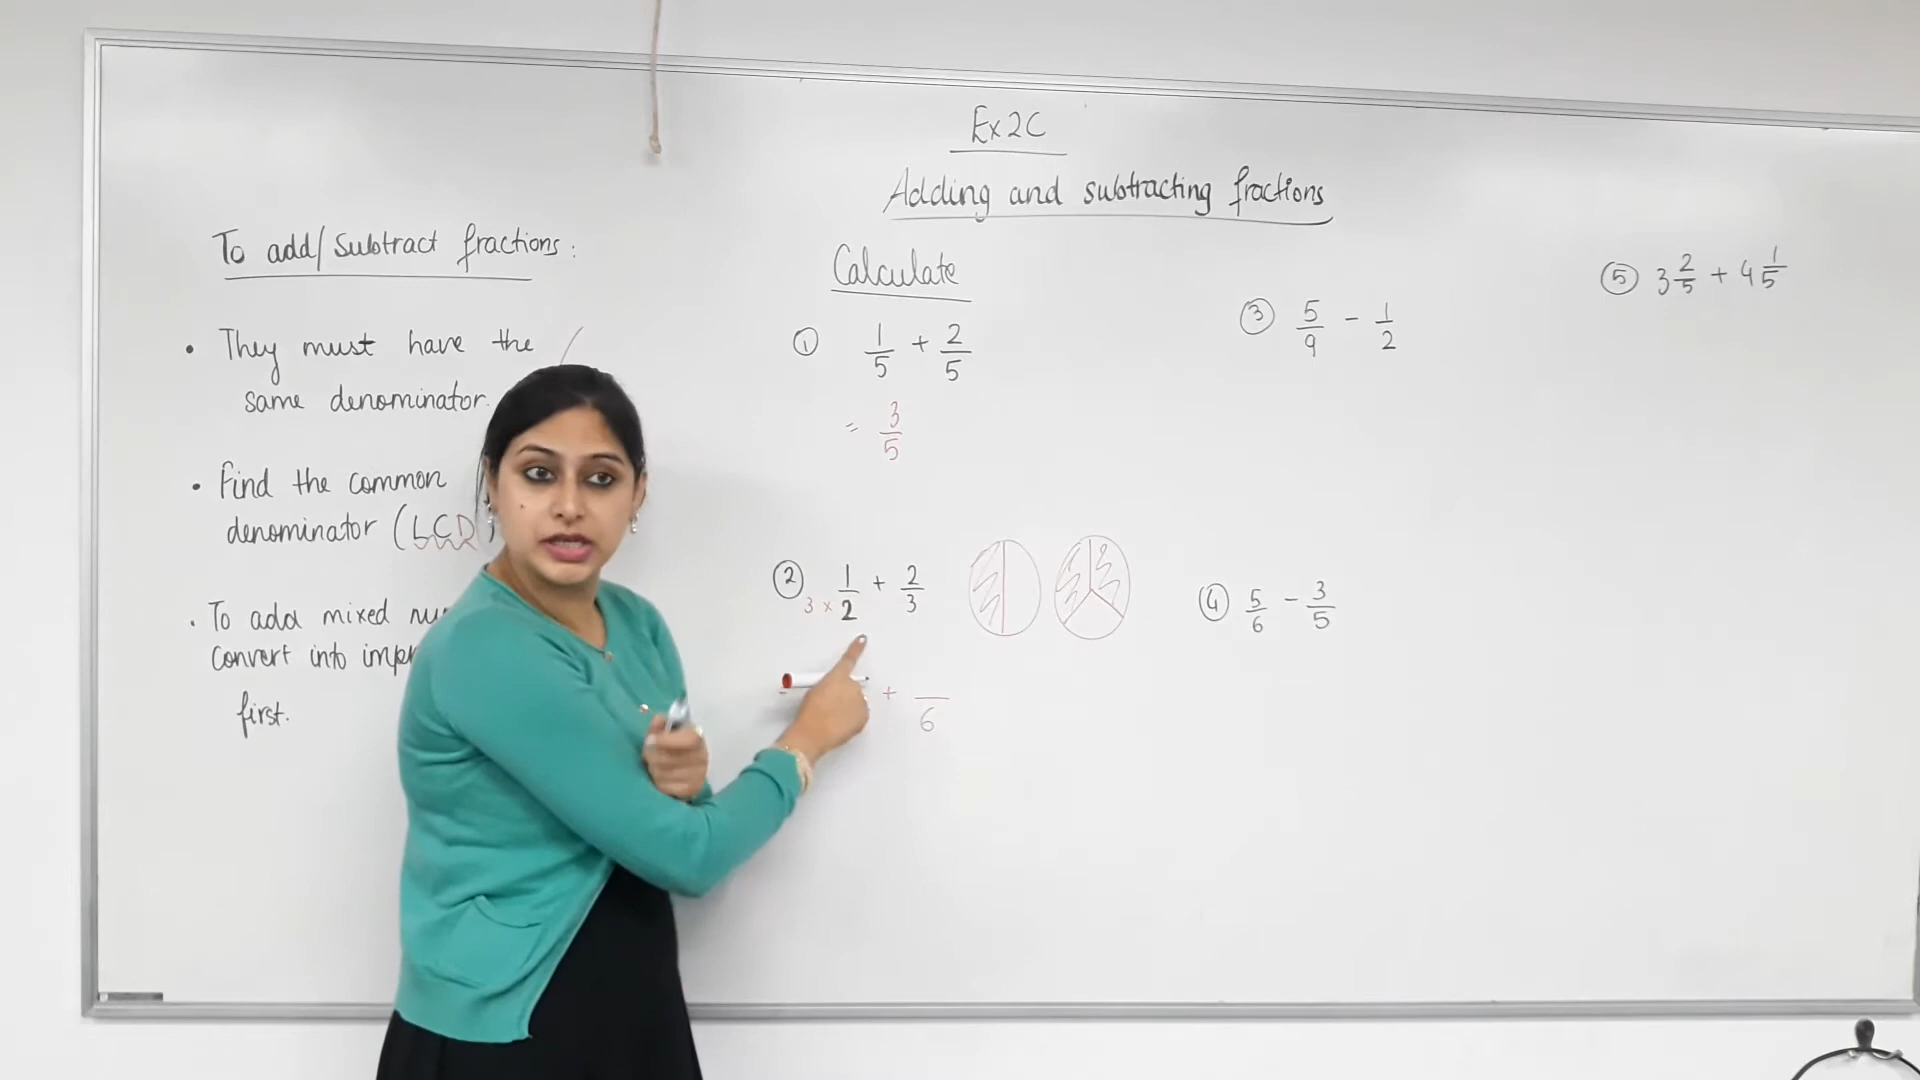 Ex2C
Adding and subtracting fractions
To add/Subtract fractions:
• They must have the
same denominator.
• Find the common
denominator (LCD)
• To add mixed
convert into
first.
Calculate
① 1/5 + 2/5
= 3/5
② 3 × 1/2 + 2/3
+ /6
③ 5/9 - 1/2
④ 5/6 - 3/5
⑤ 3 2/5 + 4 1/5